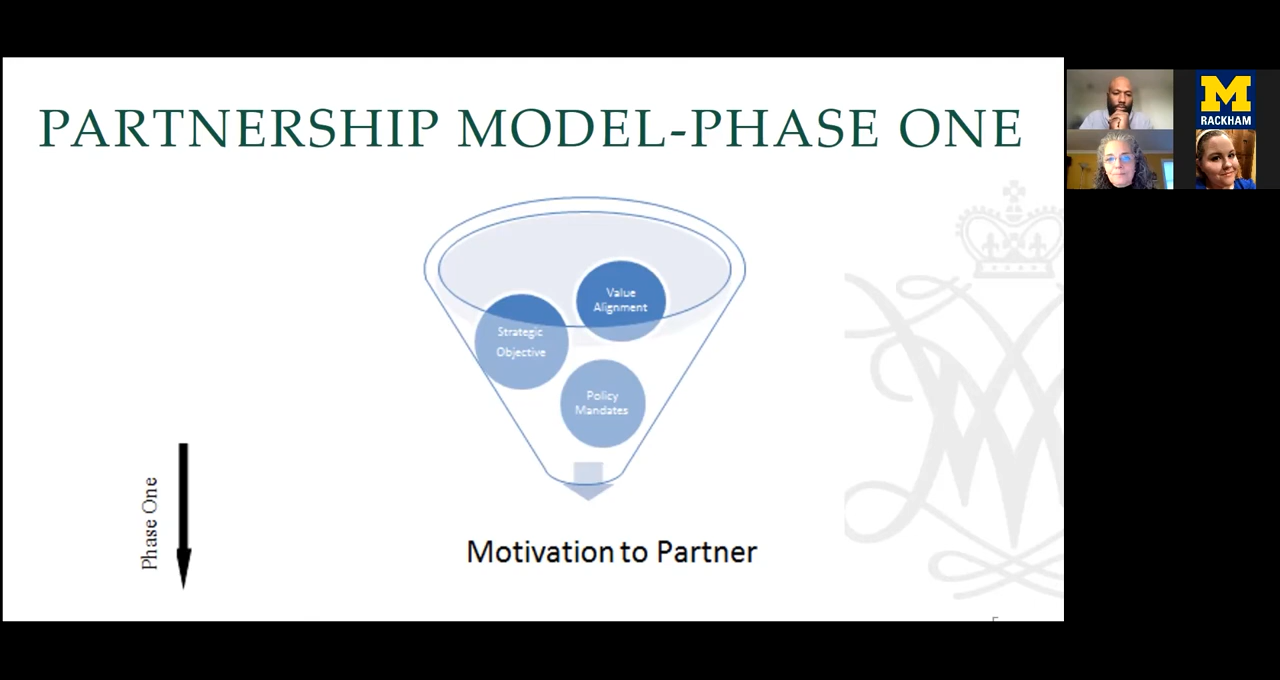 PARTNERSHIP MODEL-PHASE ONE
Value
Alignment
Strategic
Objective
Policy
Mandates
Phase One
Motivation to Partner
M
RACKHAM